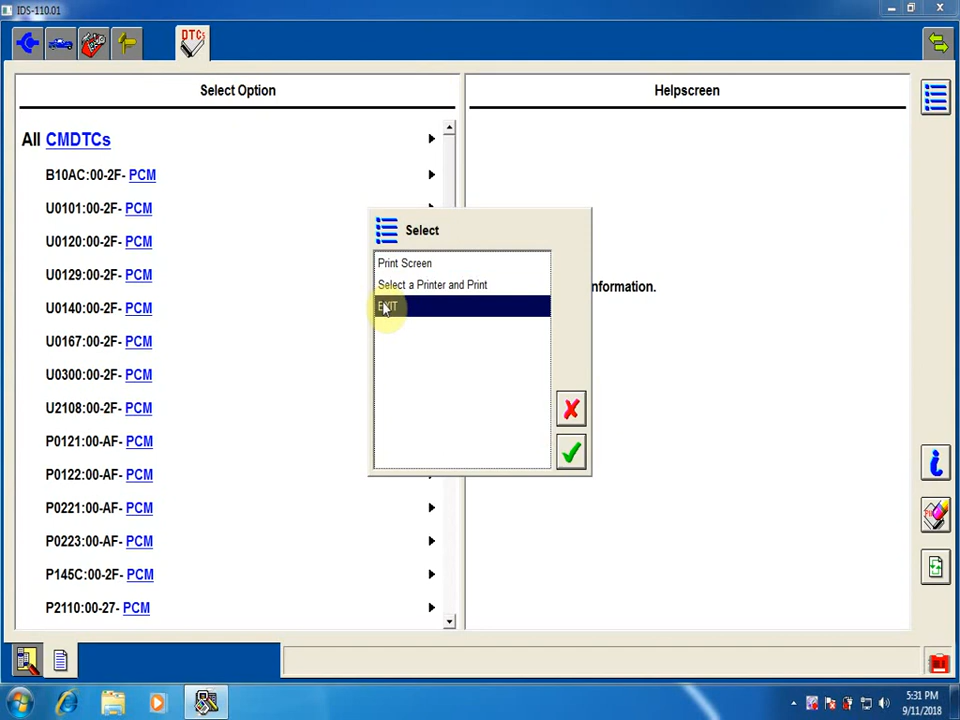 IDS-110.01
DTCs
Select Option
Helpscreen
All CMDTCs
B10AC:00-2F- PCM
U0101:00-2F- PCM
U0120:00-2F- PCM
U0129:00-2F- PCM
U0140:00-2F- PCM
U0167:00-2F- PCM
U0300:00-2F- PCM
U2108:00-2F- PCM
P0121:00-AF- PCM
P0122:00-AF- PCM
P0221:00-AF- PCM
P0223:00-AF- PCM
P145C:00-2F- PCM
P2110:00-27- PCM
Select
Print Screen
Select a Printer and Print
EXIT
nformation.
5:31 PM
9/11/2018